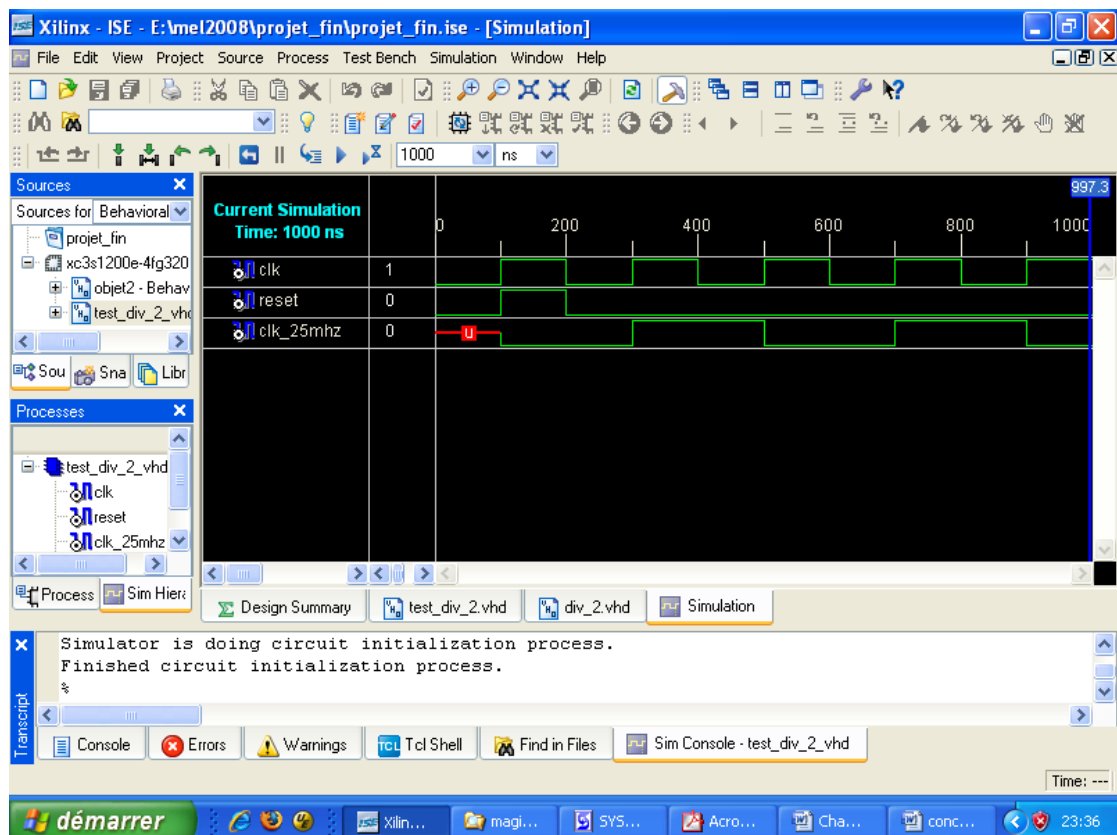 Xilinx - ISE - E:\mel2008\projet_fin\projet_fin.ise - [Simulation]
File Edit View Project Source Process Test Bench Simulation Window Help
1000 ns
Sources
Sources for Behavioral
projet_fin
xc3s1200e-4fg320
objet2 - Behav
test_div_2_vhd
Sou Sna Libr
Processes
test_div_2_vhd
clk
reset
clk_25mhz
Process Sim Hiera
Current Simulation
Time: 1000 ns
997.3
0 200 400 600 800 1000
clk 1
reset 0
clk_25mhz 0 U
Design Summary test_div_2.vhd div_2.vhd Simulation
Transcript
Simulator is doing circuit initialization process.
Finished circuit initialization process.
%
Console Errors Warnings TCL Tcl Shell Find in Files Sim Console - test_div_2_vhd
Time: ---
démarrer Xilin... magi... SYS... Acro... Cha... conc... 23:36